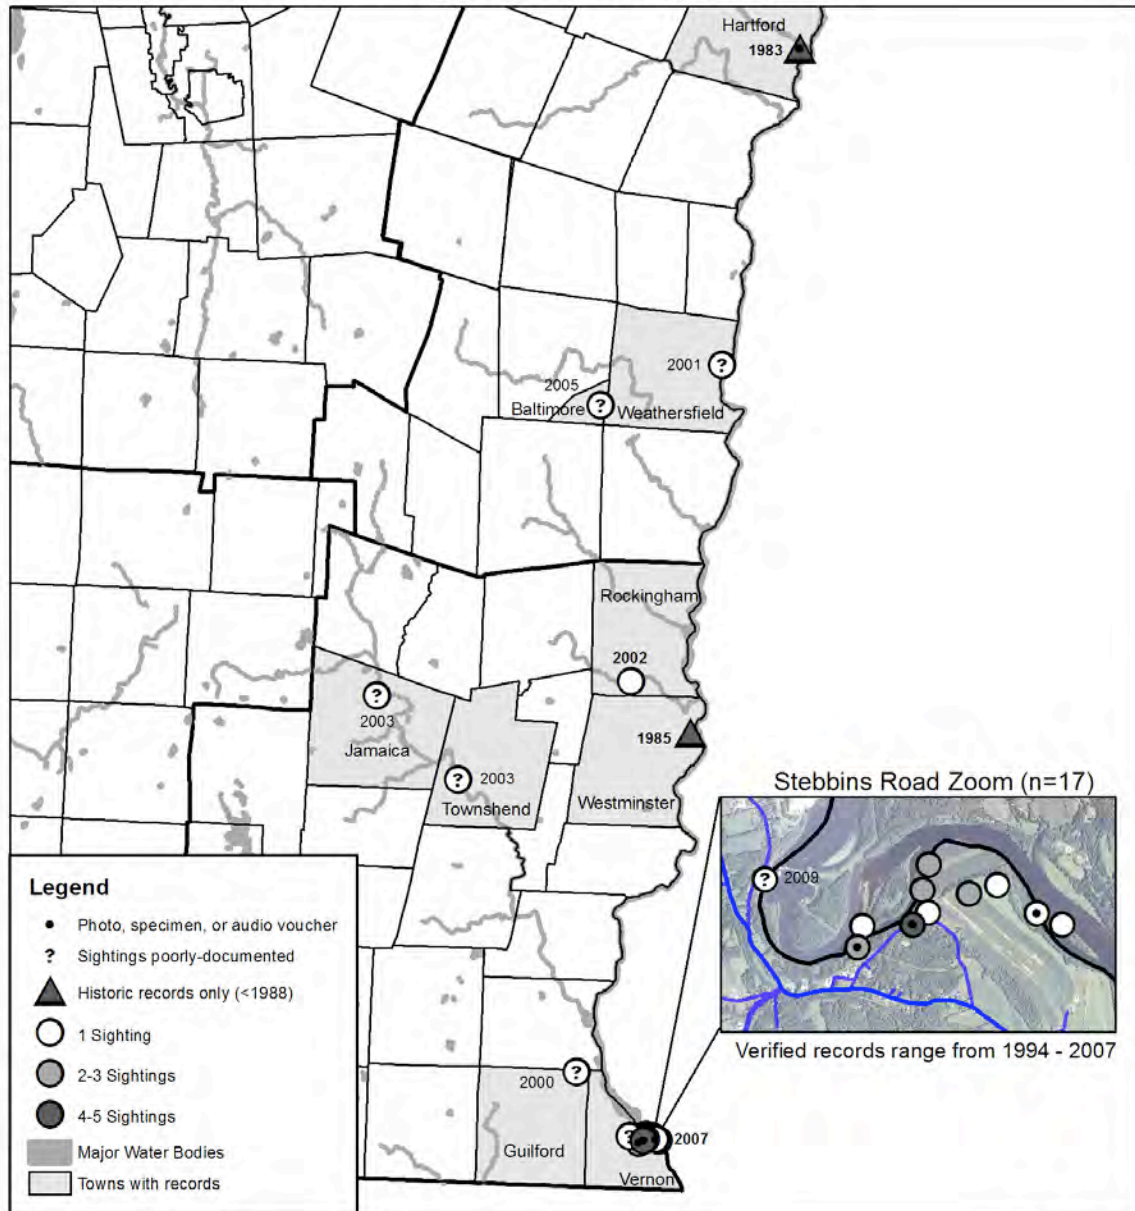 Hartford
1983
2001
2005
Baltimore
Weathersfield
Rockingham
2002
2003
Jamaica
1985
2003
Townshend
Westminster
Stebbins Road Zoom (n=17)
? 2009
Verified records range from 1994 - 2007
Legend
Photo, specimen, or audio voucher
? Sightings poorly-documented
Historic records only (<1988)
1 Sighting
2-3 Sightings
4-5 Sightings
Major Water Bodies
Towns with records
2000
Guilford
2007
Vernon